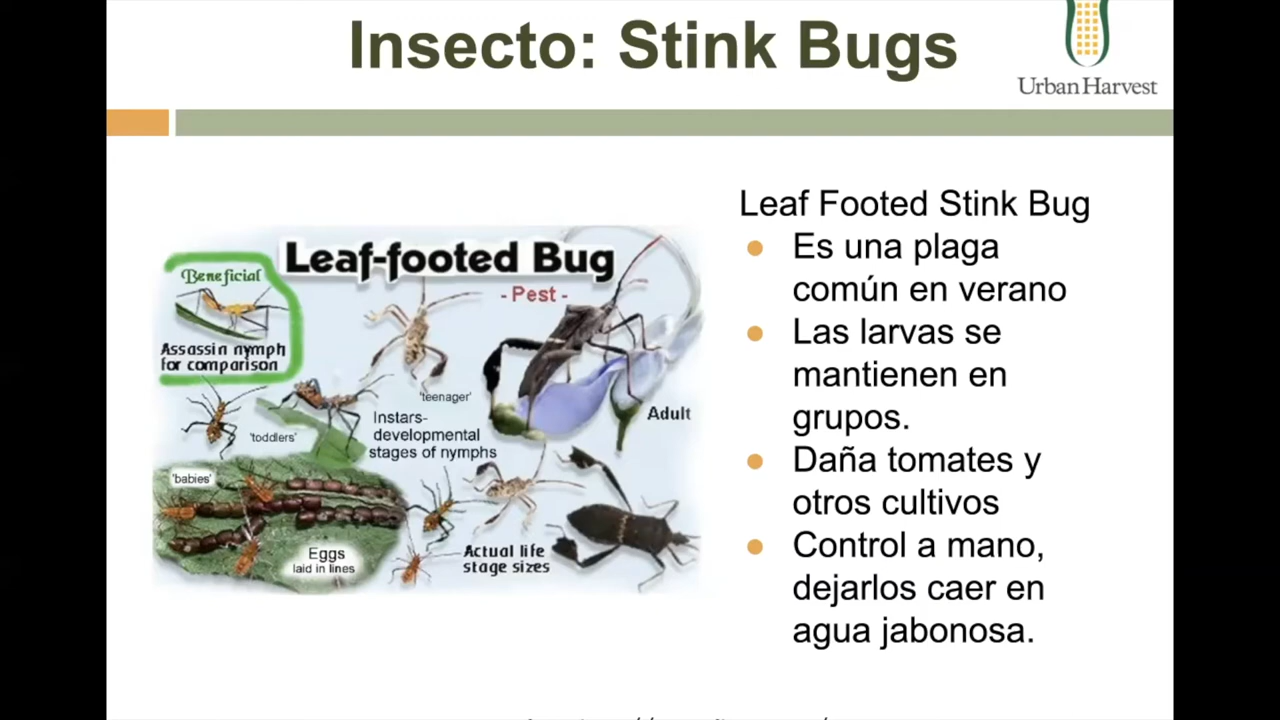 Insecto: Stink Bugs
Urban Harvest
Leaf-footed Bug
- Pest -
Beneficial
Assassin nymph
for comparison
'teenager'
Adult
Instars-
developmental
stages of nymphs
'toddlers'
'babies'
Eggs
laid in lines
Actual life
stage sizes
Leaf Footed Stink Bug
● Es una plaga
común en verano
● Las larvas se
mantienen en
grupos.
● Daña tomates y
otros cultivos
● Control a mano,
dejarlos caer en
agua jabonosa.